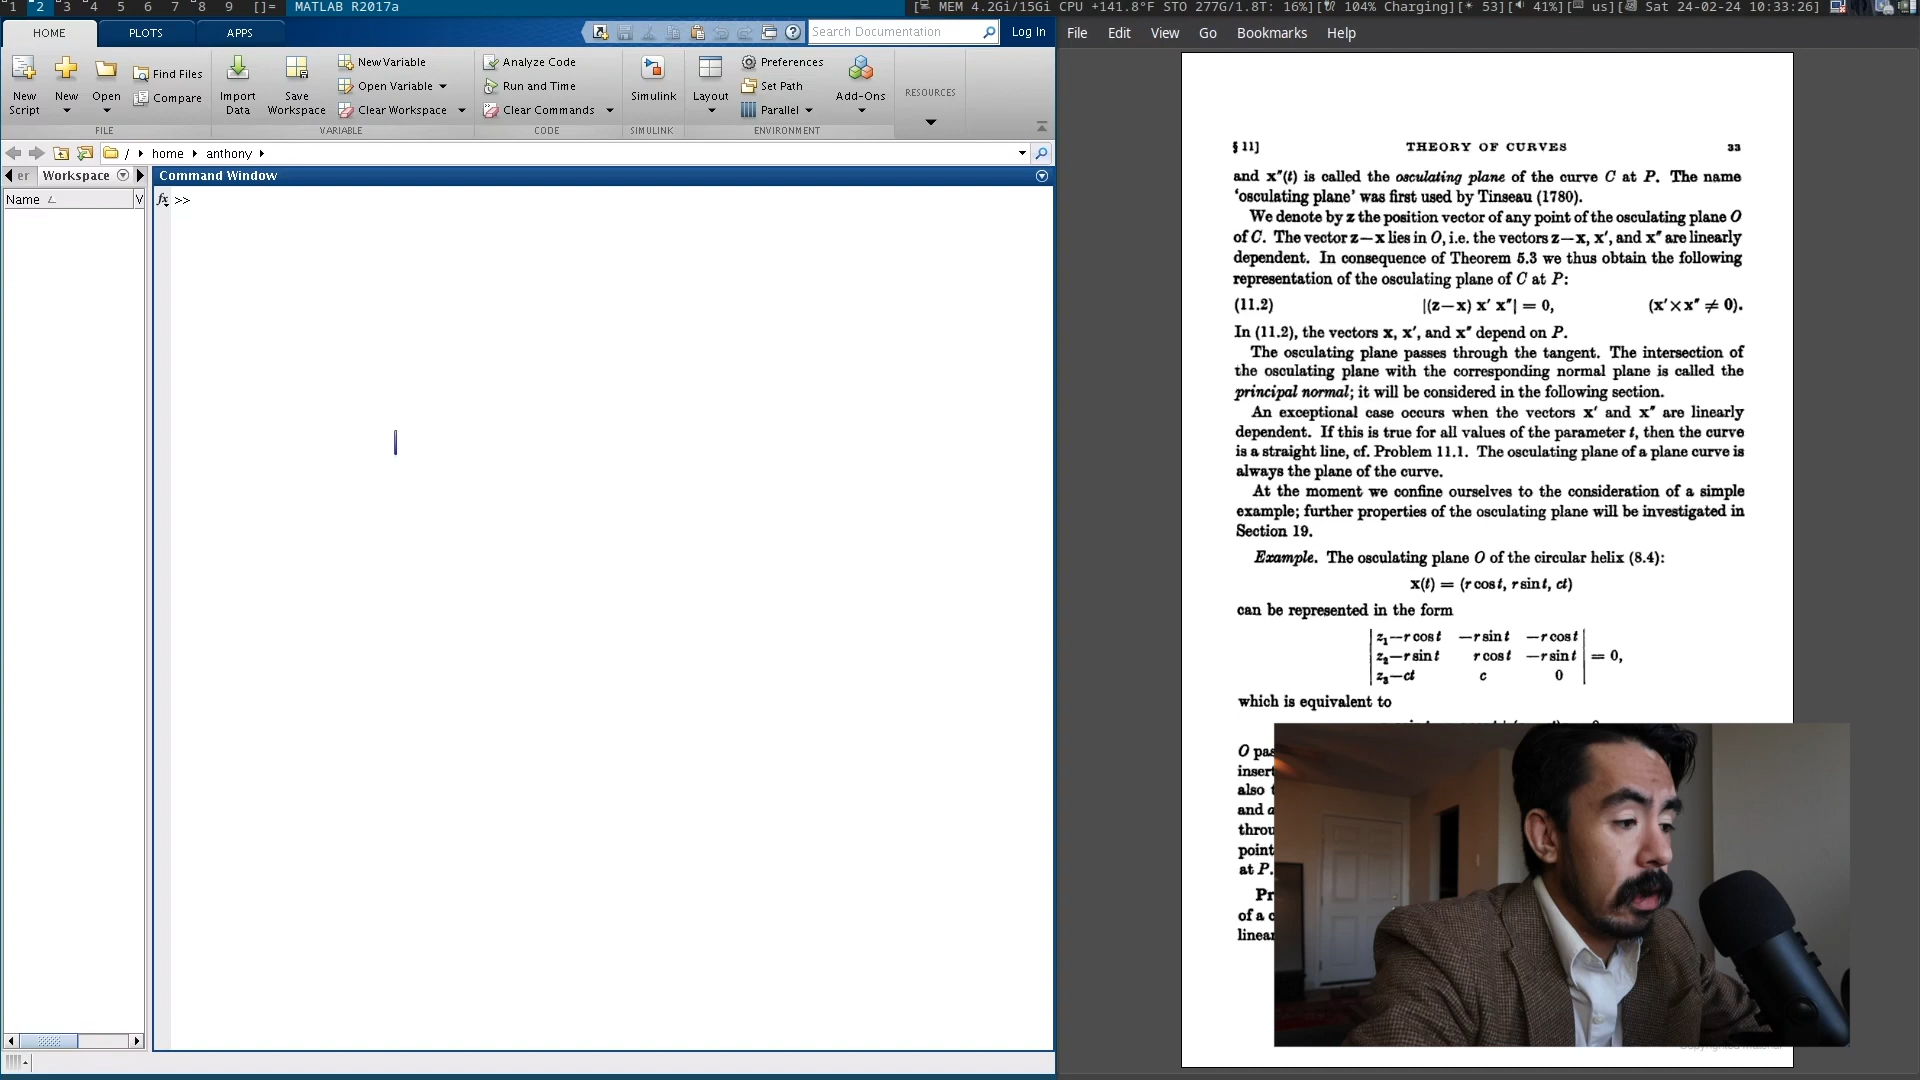 1 2 3 4 5 6 7 8 9 []= MATLAB R2017a
[ MEM 4.2Gi/15Gi CPU +141.8°F STO 277G/1.8T: 16%][ 104% Charging][ 53][ 41%][ us][ Sat 24-02-24 10:33:26]
HOME PLOTS APPS
Search Documentation
Log In
New Script
New
Open
Find Files
Compare
FILE
Import Data
Save Workspace
New Variable
Open Variable
Clear Workspace
VARIABLE
Analyze Code
Run and Time
Clear Commands
CODE
Simulink
SIMULINK
Layout
Preferences
Set Path
Parallel
ENVIRONMENT
Add-Ons
RESOURCES
/ home anthony
er Workspace
Name V
Command Window
fx >>
File Edit View Go Bookmarks Help
§ 11] THEORY OF CURVES 33
and x″(t) is called the osculating plane of the curve C at P. The name
‘osculating plane’ was first used by Tinseau (1780).
We denote by z the position vector of any point of the osculating plane O
of C. The vector z—x lies in O, i.e. the vectors z—x, x′, and x″ are linearly
dependent. In consequence of Theorem 5.3 we thus obtain the following
representation of the osculating plane of C at P:
(11.2) |(z—x) x′ x″| = 0, (x′×x″ ≠ 0).
In (11.2), the vectors x, x′, and x″ depend on P.
The osculating plane passes through the tangent. The intersection of
the osculating plane with the corresponding normal plane is called the
principal normal; it will be considered in the following section.
An exceptional case occurs when the vectors x′ and x″ are linearly
dependent. If this is true for all values of the parameter t, then the curve
is a straight line, cf. Problem 11.1. The osculating plane of a plane curve is
always the plane of the curve.
At the moment we confine ourselves to the consideration of a simple
example; further properties of the osculating plane will be investigated in
Section 19.
Example. The osculating plane O of the circular helix (8.4):
x(t) = (r cos t, r sin t, ct)
can be represented in the form
| z₁—r cos t —r sin t —r cos t |
| z₂—r sin t r cos t —r sin t | = 0,
| z₃—ct c 0 |
which is equivalent to
O pas
insert
also t
and a
throu
point
at P.
Pr
of a c
linear